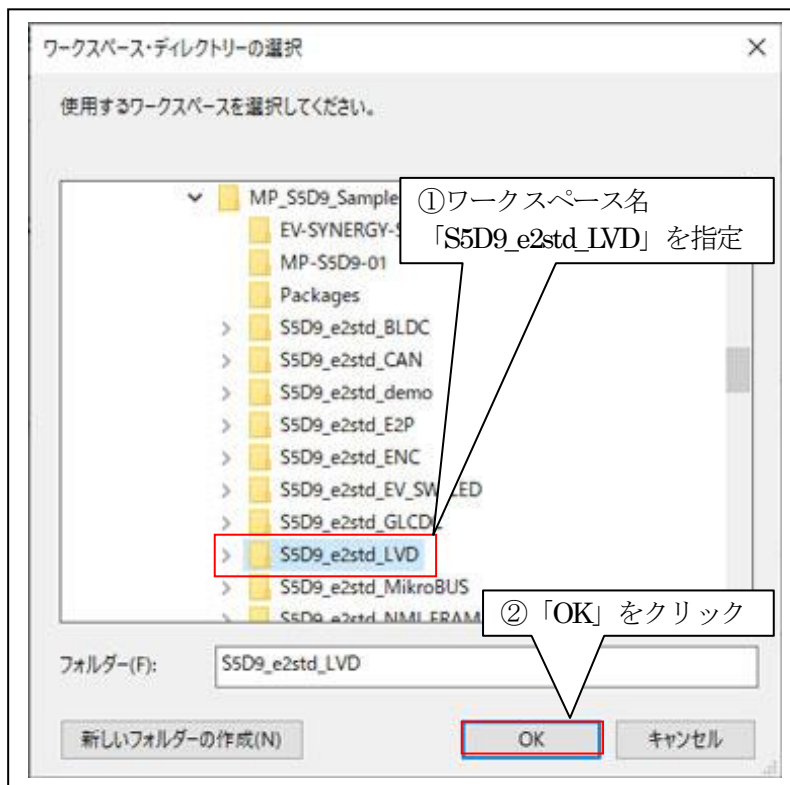 ワークスペース・ディレクトリーの選択
使用するワークスペースを選択してください。
MP_S5D9_Sample
①ワークスペース名
「S5D9_e2std_LVD」を指定
EV-SYNERGY-
MP-S5D9-01
Packages
S5D9_e2std_BLDC
S5D9_e2std_CAN
S5D9_e2std_demo
S5D9_e2std_E2P
S5D9_e2std_ENC
S5D9_e2std_EV_SW_LED
S5D9_e2std_GLCDC
S5D9_e2std_LVD
S5D9_e2std_MikroBUS
S5D9_e2std_NMI_FRAM
②「OK」をクリック
フォルダー(F):
S5D9_e2std_LVD
新しいフォルダーの作成(N)
OK
キャンセル